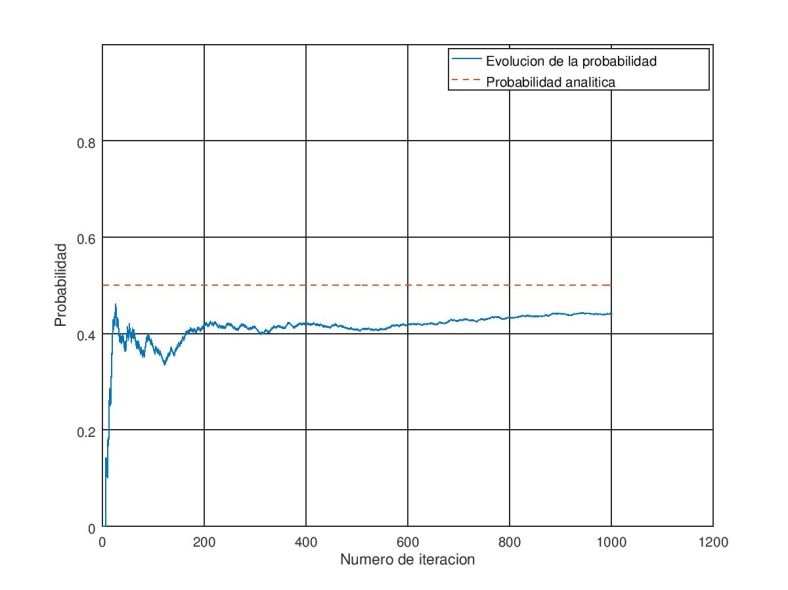 Evolucion de la probabilidad
Probabilidad analitica
0.8
0.6
Probabilidad
0.4
0.2
0
0 200 400 600 800 1000 1200
Numero de iteracion